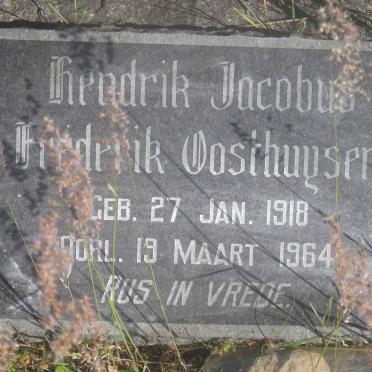 Hendrik Jacobus
Frederik Oosthuysen
GEB. 27 JAN. 1918
OORL. 19 MAART 1964
RUS IN VREDE.